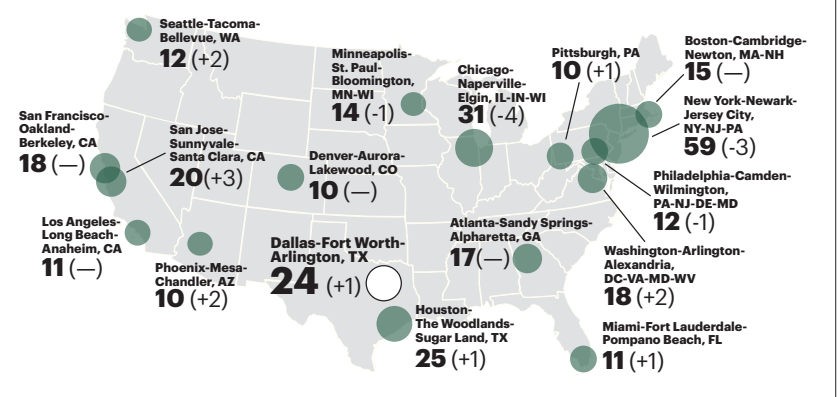 Seattle-Tacoma-
Bellevue, WA
12 (+2)
Minneapolis-
St. Paul-
Bloomington,
MN-WI
14 (-1)
Chicago-
Naperville-
Elgin, IL-IN-WI
31 (-4)
Pittsburgh, PA
10 (+1)
Boston-Cambridge-
Newton, MA-NH
15 (—)
New York-Newark-
Jersey City,
NY-NJ-PA
59 (-3)
San Francisco-
Oakland-
Berkeley, CA
18 (—)
San Jose-
Sunnyvale-
Santa Clara, CA
20 (+3)
Denver-Aurora-
Lakewood, CO
10 (—)
Philadelphia-Camden-
Wilmington,
PA-NJ-DE-MD
12 (-1)
Los Angeles-
Long Beach-
Anaheim, CA
11 (—)
Phoenix-Mesa-
Chandler, AZ
10 (+2)
Dallas-Fort Worth-
Arlington, TX
24 (+1)
Atlanta-Sandy Springs-
Alpharetta, GA
17 (—)
Washington-Arlington-
Alexandria,
DC-VA-MD-WV
18 (+2)
Houston-
The Woodlands-
Sugar Land, TX
25 (+1)
Miami-Fort Lauderdale-
Pompano Beach, FL
11 (+1)